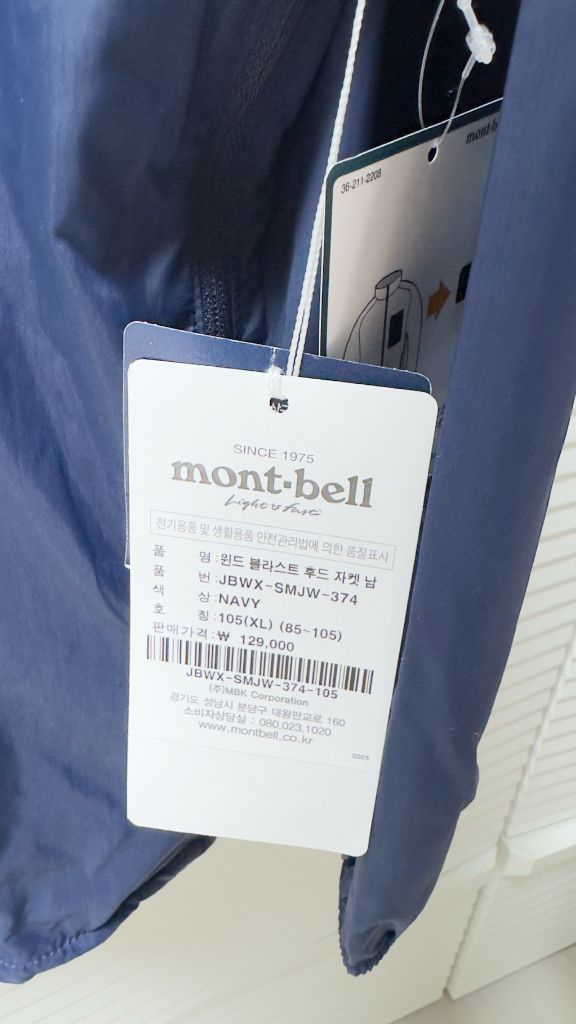 mont-b
36-211-2208
SINCE 1975
mont-bell
Light & Fast
전기용품 및 생활용품 안전관리법에 의한 품질표시
품 명 : 윈드 블라스트 후드 자켓 남
품 번 : JBWX-SMJW-374
색 상 : NAVY
호 칭 : 105(XL) (85~105)
판매가격 : ₩ 129,000
JBWX-SMJW-374-105
(주)MBK Corporation
경기도 성남시 분당구 대왕판교로 160
소비자상담실 : 080.023.1020
www.montbell.co.kr
0005